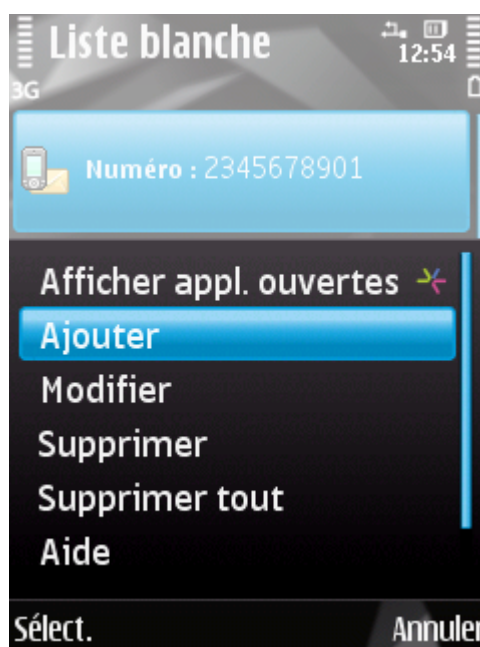 Liste blanche
12:54
3G
Numéro : 2345678901
Afficher appl. ouvertes
Ajouter
Modifier
Supprimer
Supprimer tout
Aide
Sélect. Annuler